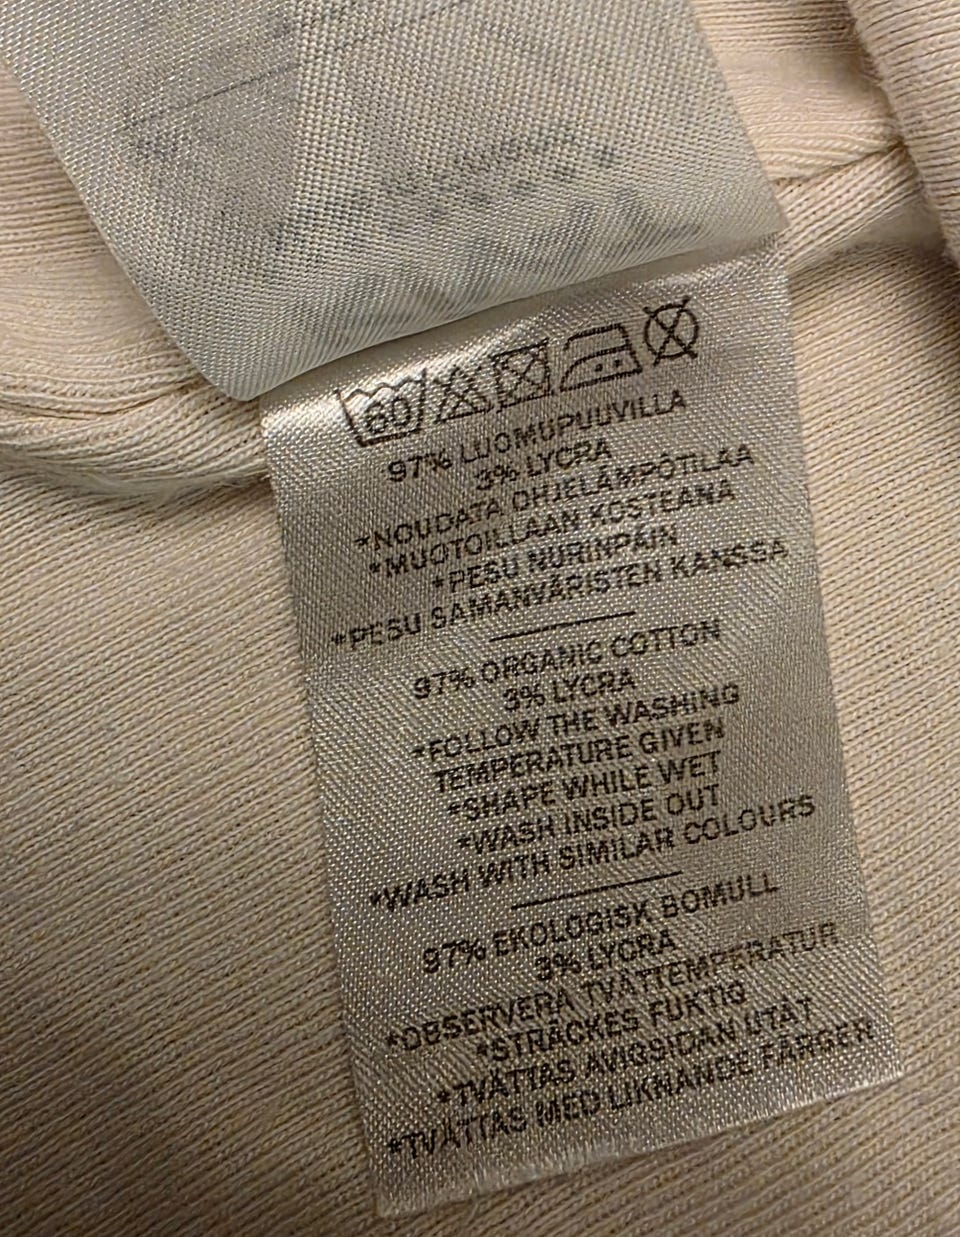 60
97% LUOMUPUUVILLA
3% LYCRA
*NOUDATA OHJELÄMPÖTILAA
*MUOTOILLAAN KOSTEANA
*PESU NURINPÄIN
*PESU SAMANVÄRISTEN KANSSA
97% ORGANIC COTTON
3% LYCRA
*FOLLOW THE WASHING
TEMPERATURE GIVEN
*SHAPE WHILE WET
*WASH INSIDE OUT
*WASH WITH SIMILAR COLOURS
97% EKOLOGISK BOMULL
3% LYCRA
*OBSERVERA TVÄTTEMPERATUR
*STRÄCKES FUKTIG
*TVÄTTAS AVIGSIDAN UTÅT
*TVÄTTAS MED LIKNANDE FÄRGER